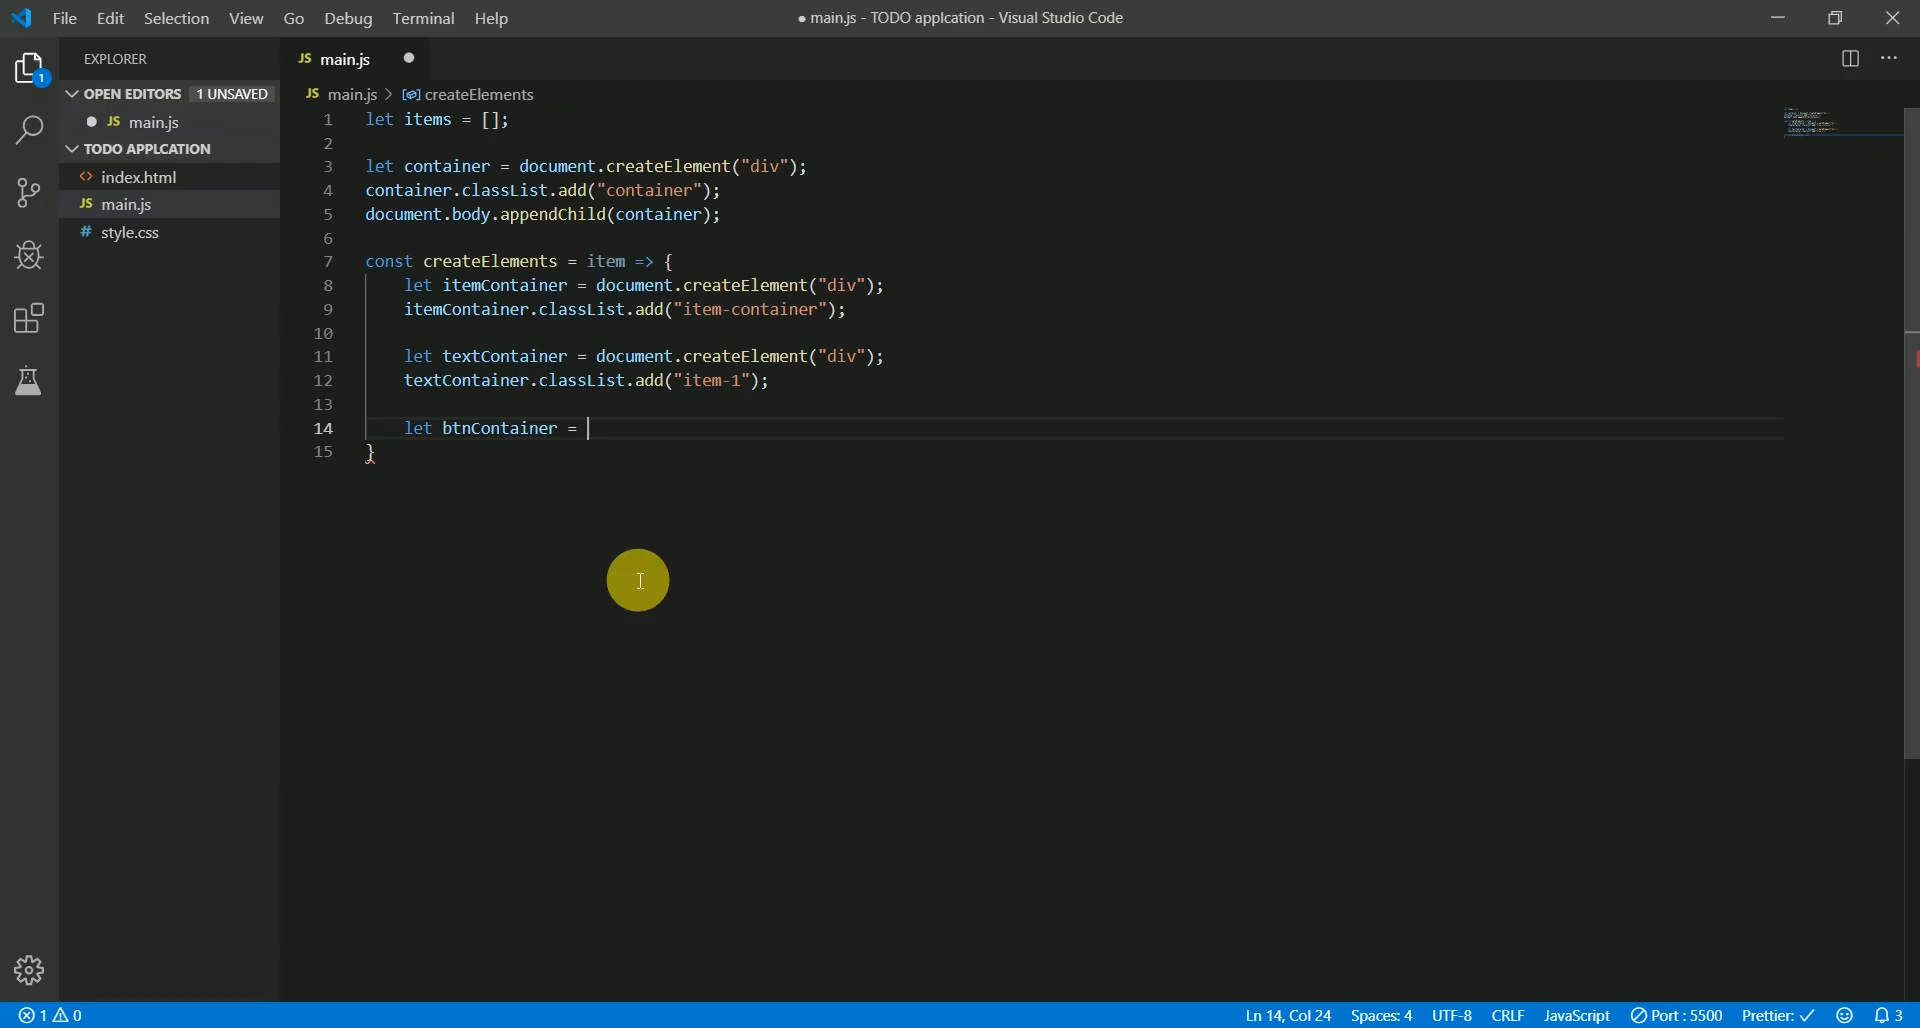 File Edit Selection View Go Debug Terminal Help
● main.js - TODO applcation - Visual Studio Code
EXPLORER
OPEN EDITORS 1 UNSAVED
JS main.js
TODO APPLCATION
<> index.html
JS main.js
# style.css
1
JS main.js
JS main.js > createElements
1 let items = [];
2
3 let container = document.createElement("div");
4 container.classList.add("container");
5 document.body.appendChild(container);
6
7 const createElements = item => {
8 let itemContainer = document.createElement("div");
9 itemContainer.classList.add("item-container");
10
11 let textContainer = document.createElement("div");
12 textContainer.classList.add("item-1");
13
14 let btnContainer =
15 }
1 0 Ln 14, Col 24 Spaces: 4 UTF-8 CRLF JavaScript Port : 5500 Prettier: ✓ 3